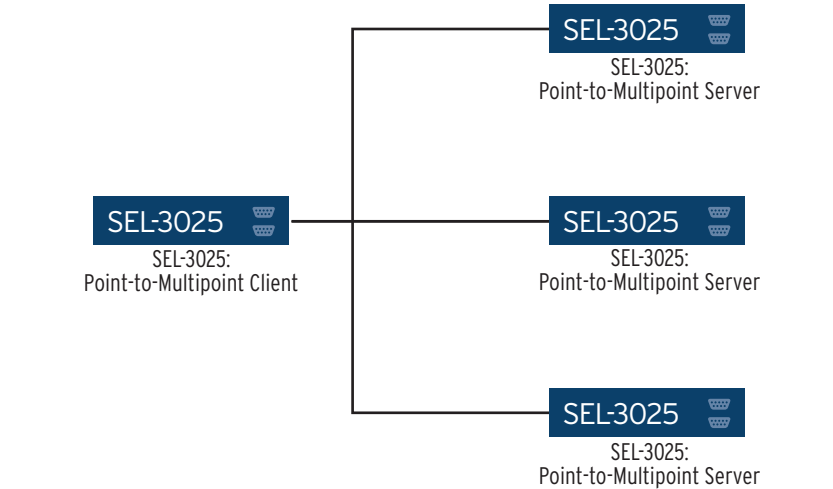 SEL-3025
SEL-3025:
Point-to-Multipoint Server
SEL-3025
SEL-3025:
Point-to-Multipoint Client
SEL-3025
SEL-3025:
Point-to-Multipoint Server
SEL-3025
SEL-3025:
Point-to-Multipoint Server